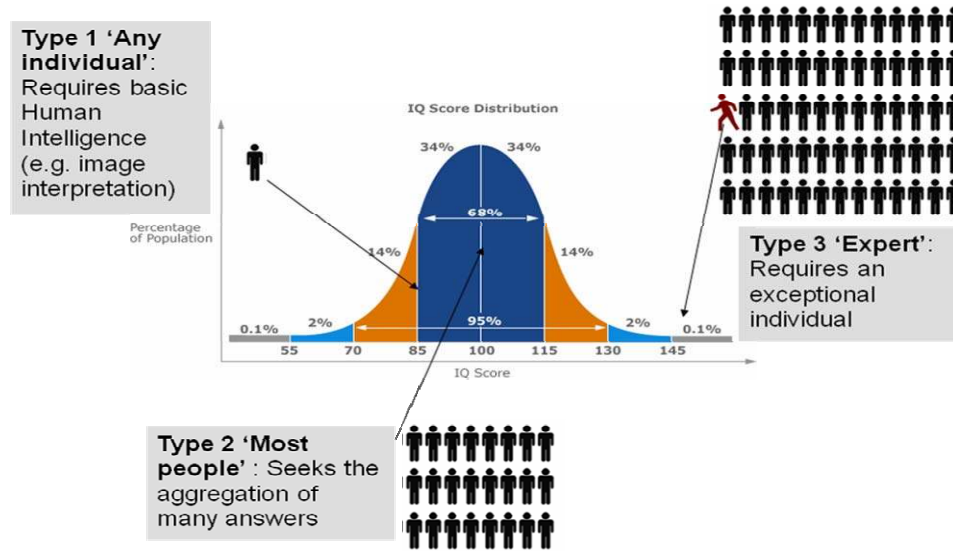 Type 1 ‘Any
individual’:
Requires basic
Human
Intelligence
(e.g. image
interpretation)
IQ Score Distribution
34% 34%
68%
Percentage
of Population
14% 14%
95%
0.1% 2% 2% 0.1%
55 70 85 100 115 130 145
IQ Score
Type 3 ‘Expert’:
Requires an
exceptional
individual
Type 2 ‘Most
people’ : Seeks the
aggregation of
many answers